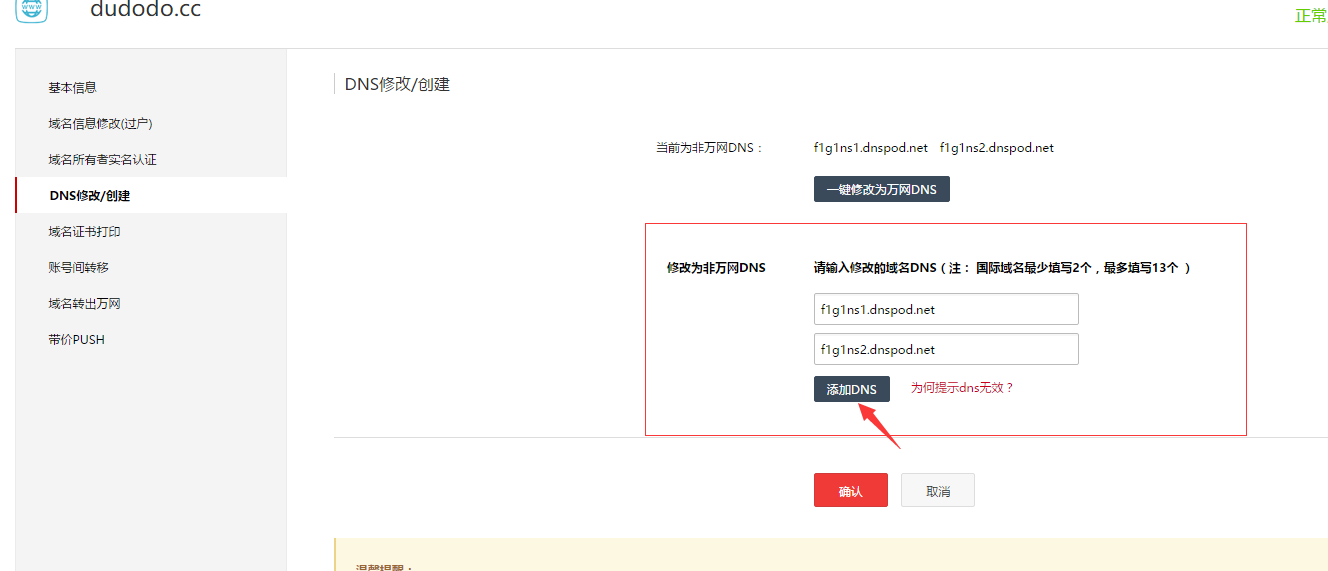 www
dudodo.cc
正常
基本信息
域名信息修改(过户)
域名所有者实名认证
DNS修改/创建
域名证书打印
账号间转移
域名转出万网
带价PUSH
DNS修改/创建
当前为非万网DNS： f1g1ns1.dnspod.net f1g1ns2.dnspod.net
一键修改为万网DNS
修改为非万网DNS 请输入修改的域名DNS（注： 国际域名最少填写2个，最多填写13个 ）
f1g1ns1.dnspod.net
f1g1ns2.dnspod.net
添加DNS 为何提示dns无效？
确认 取消
温馨提醒：